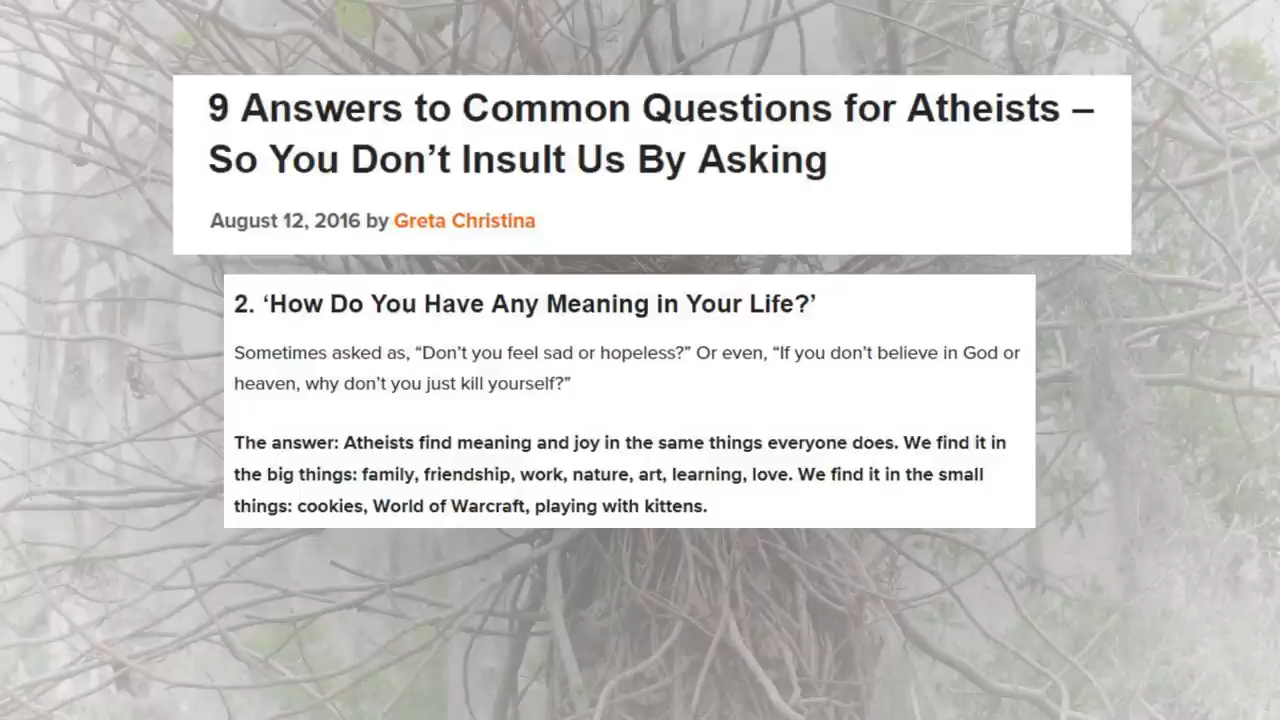 9 Answers to Common Questions for Atheists –
So You Don’t Insult Us By Asking
August 12, 2016 by Greta Christina
2. ‘How Do You Have Any Meaning in Your Life?’
Sometimes asked as, “Don’t you feel sad or hopeless?” Or even, “If you don’t believe in God or
heaven, why don’t you just kill yourself?”
The answer: Atheists find meaning and joy in the same things everyone does. We find it in
the big things: family, friendship, work, nature, art, learning, love. We find it in the small
things: cookies, World of Warcraft, playing with kittens.